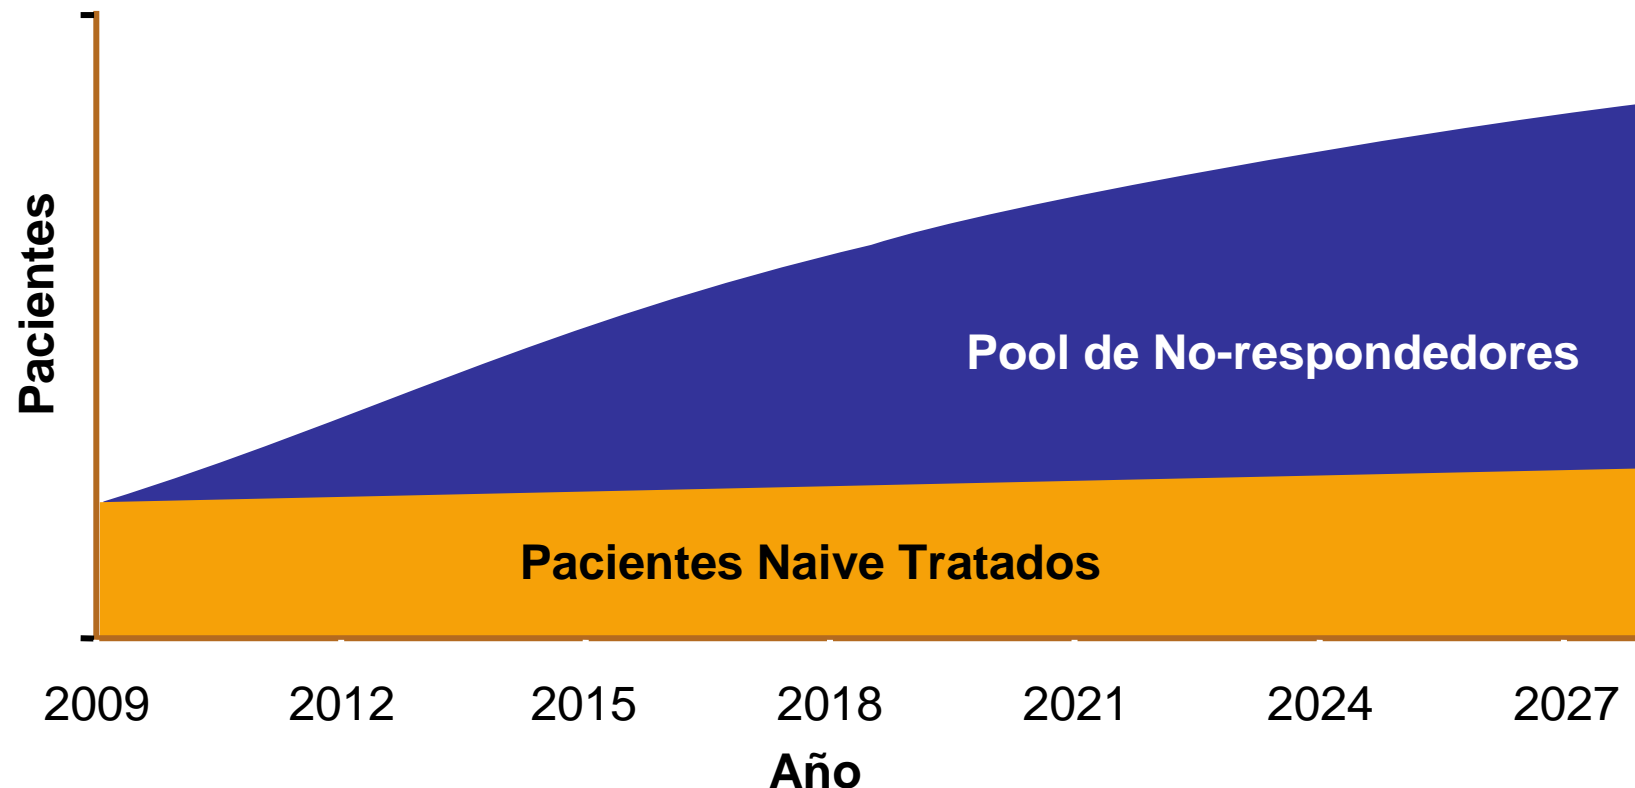 Pacientes
Pool de No-respondedores
Pacientes Naive Tratados
2009 2012 2015 2018 2021 2024 2027
Año